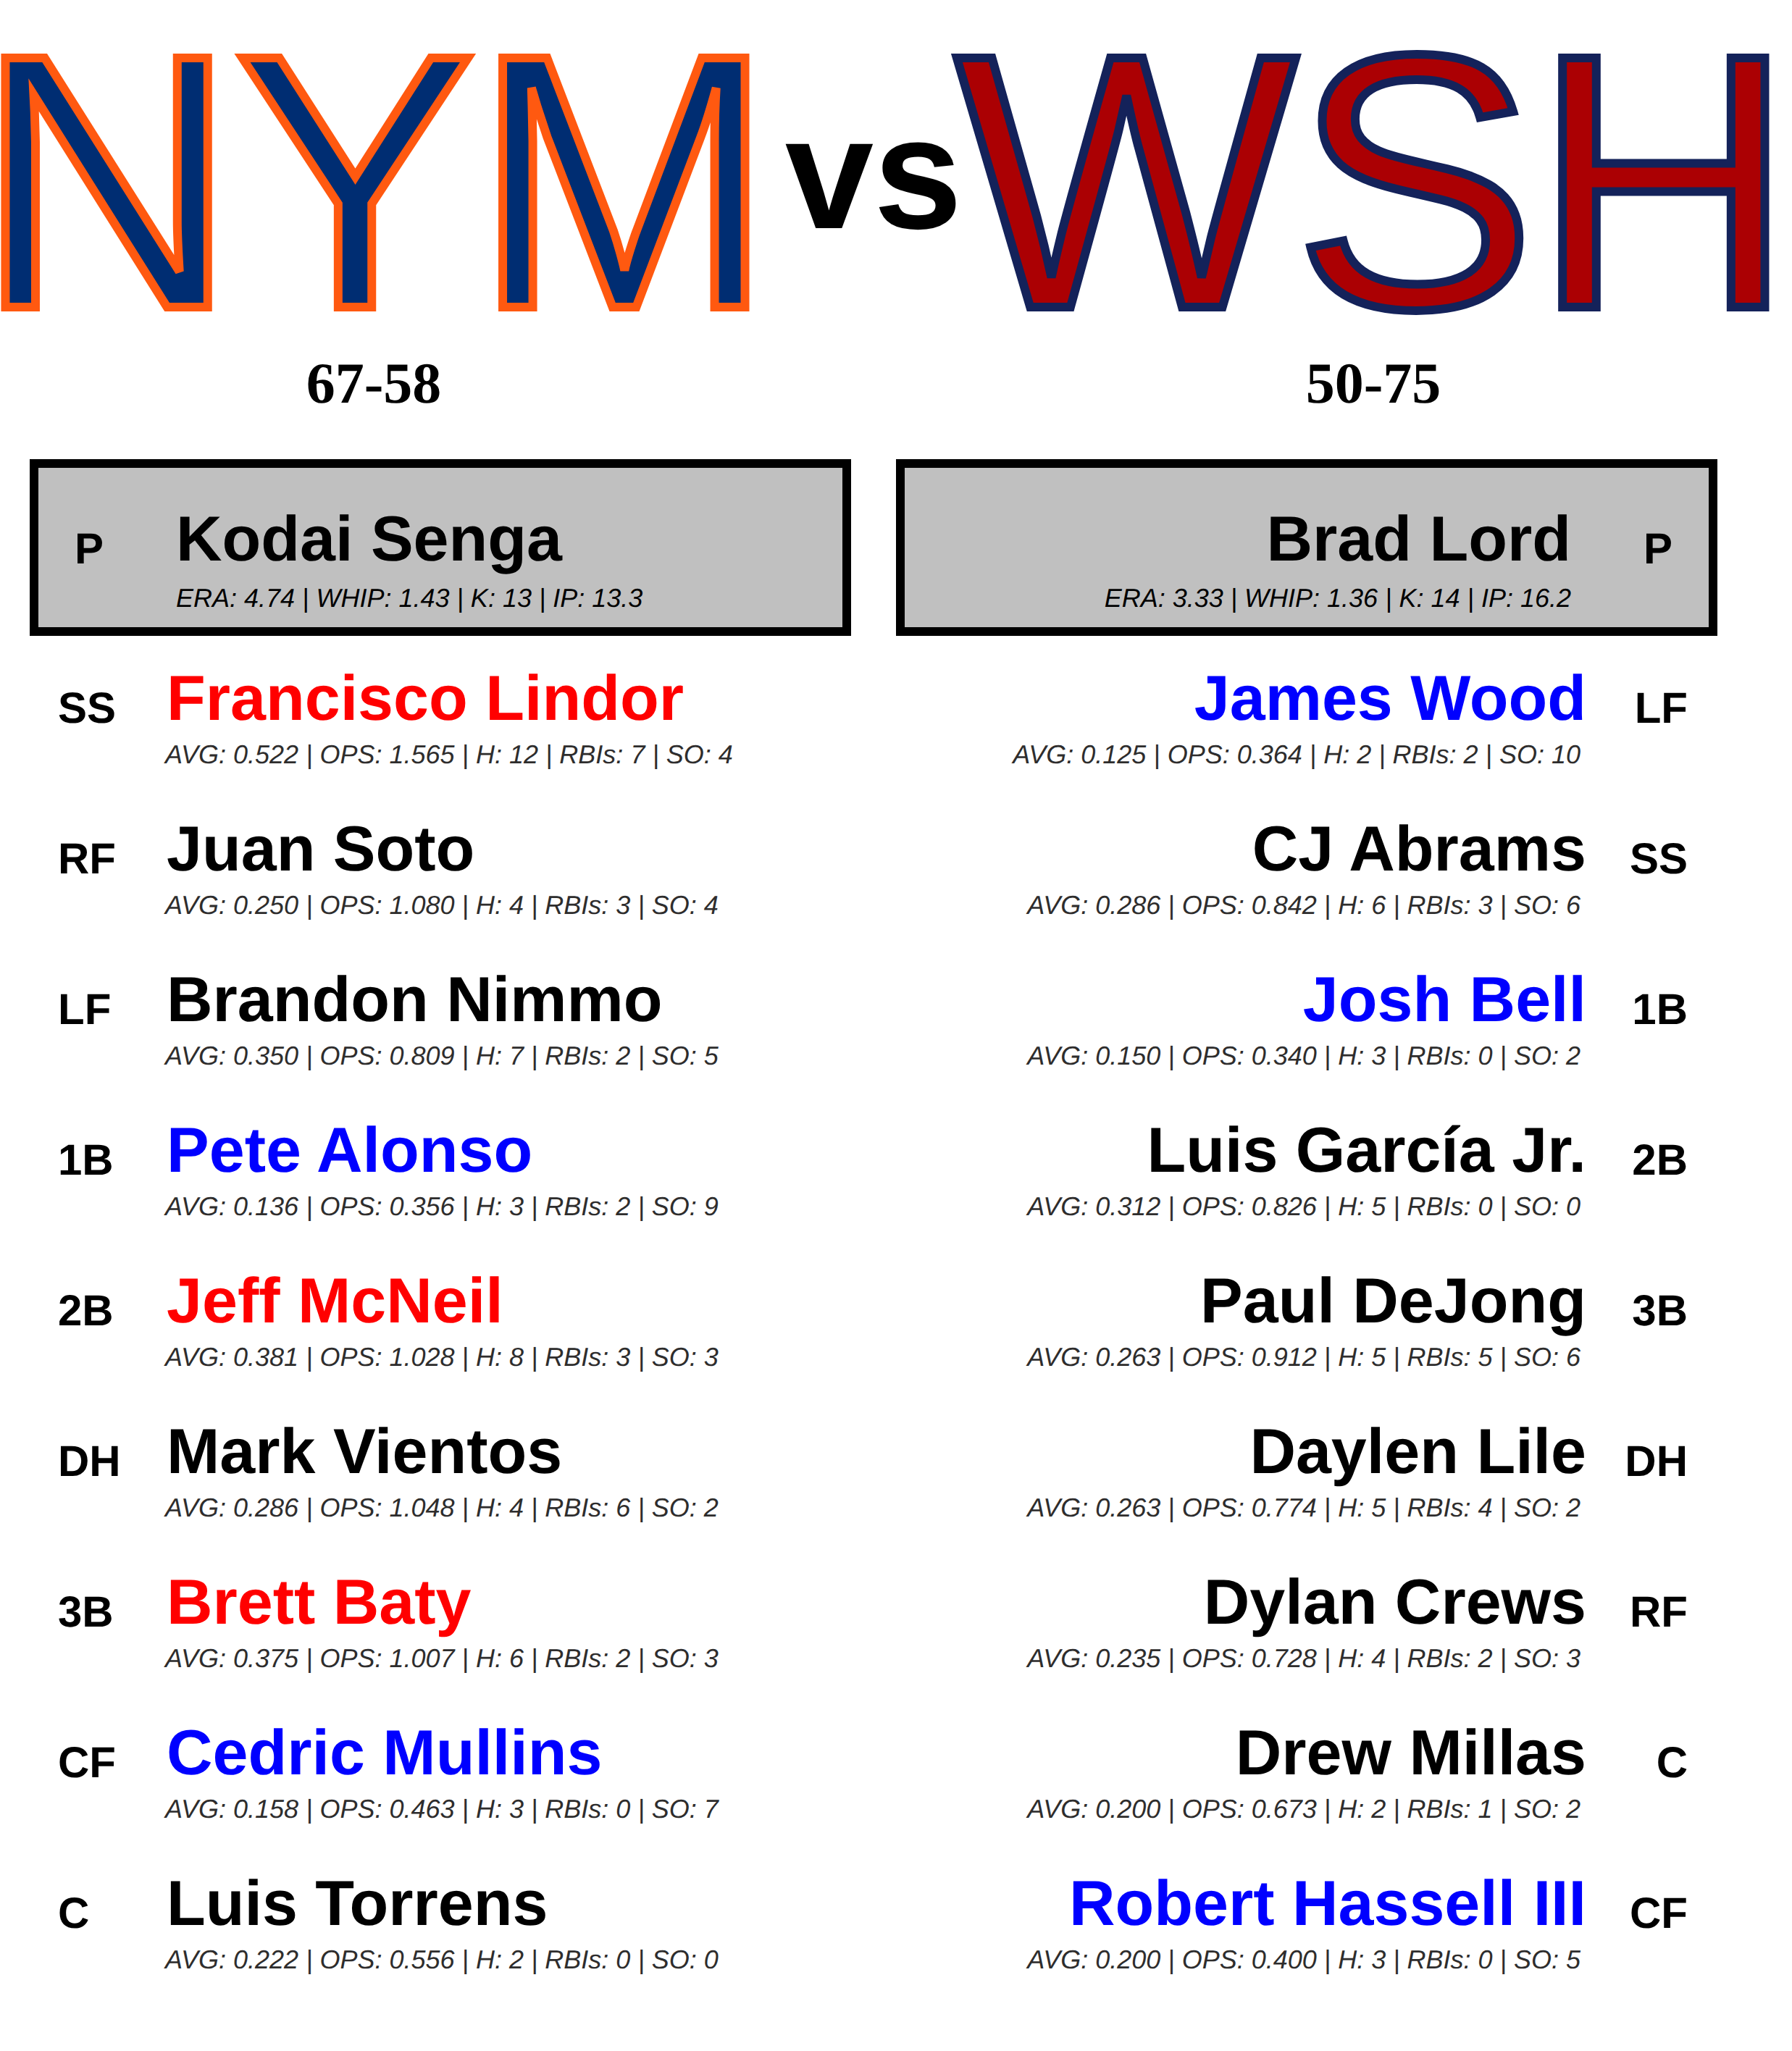 NYM vs WSH
67-58
50-75
P Kodai Senga
ERA: 4.74 | WHIP: 1.43 | K: 13 | IP: 13.3
Brad Lord P
ERA: 3.33 | WHIP: 1.36 | K: 14 | IP: 16.2
SS Francisco Lindor
AVG: 0.522 | OPS: 1.565 | H: 12 | RBIs: 7 | SO: 4
RF Juan Soto
AVG: 0.250 | OPS: 1.080 | H: 4 | RBIs: 3 | SO: 4
LF Brandon Nimmo
AVG: 0.350 | OPS: 0.809 | H: 7 | RBIs: 2 | SO: 5
1B Pete Alonso
AVG: 0.136 | OPS: 0.356 | H: 3 | RBIs: 2 | SO: 9
2B Jeff McNeil
AVG: 0.381 | OPS: 1.028 | H: 8 | RBIs: 3 | SO: 3
DH Mark Vientos
AVG: 0.286 | OPS: 1.048 | H: 4 | RBIs: 6 | SO: 2
3B Brett Baty
AVG: 0.375 | OPS: 1.007 | H: 6 | RBIs: 2 | SO: 3
CF Cedric Mullins
AVG: 0.158 | OPS: 0.463 | H: 3 | RBIs: 0 | SO: 7
C Luis Torrens
AVG: 0.222 | OPS: 0.556 | H: 2 | RBIs: 0 | SO: 0
James Wood LF
AVG: 0.125 | OPS: 0.364 | H: 2 | RBIs: 2 | SO: 10
CJ Abrams SS
AVG: 0.286 | OPS: 0.842 | H: 6 | RBIs: 3 | SO: 6
Josh Bell 1B
AVG: 0.150 | OPS: 0.340 | H: 3 | RBIs: 0 | SO: 2
Luis García Jr. 2B
AVG: 0.312 | OPS: 0.826 | H: 5 | RBIs: 0 | SO: 0
Paul DeJong 3B
AVG: 0.263 | OPS: 0.912 | H: 5 | RBIs: 5 | SO: 6
Daylen Lile DH
AVG: 0.263 | OPS: 0.774 | H: 5 | RBIs: 4 | SO: 2
Dylan Crews RF
AVG: 0.235 | OPS: 0.728 | H: 4 | RBIs: 2 | SO: 3
Drew Millas C
AVG: 0.200 | OPS: 0.673 | H: 2 | RBIs: 1 | SO: 2
Robert Hassell III CF
AVG: 0.200 | OPS: 0.400 | H: 3 | RBIs: 0 | SO: 5